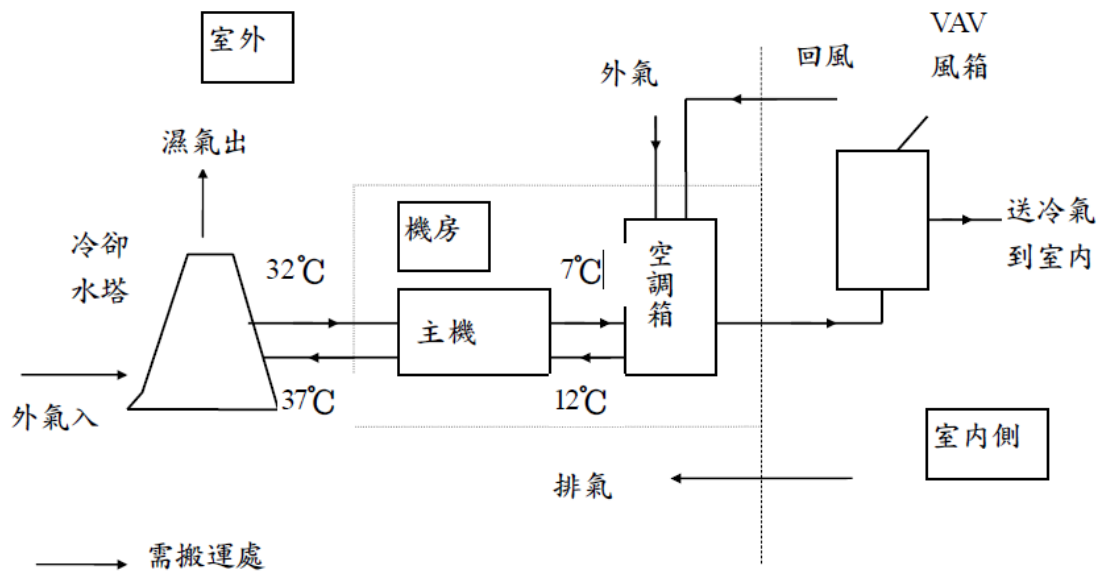 室外
VAV
風箱
回風
外氣
濕氣出
機房
冷卻
水塔
32℃
7℃
空調箱
送冷氣
到室內
主機
外氣入
37℃
12℃
室內側
排氣
需搬運處